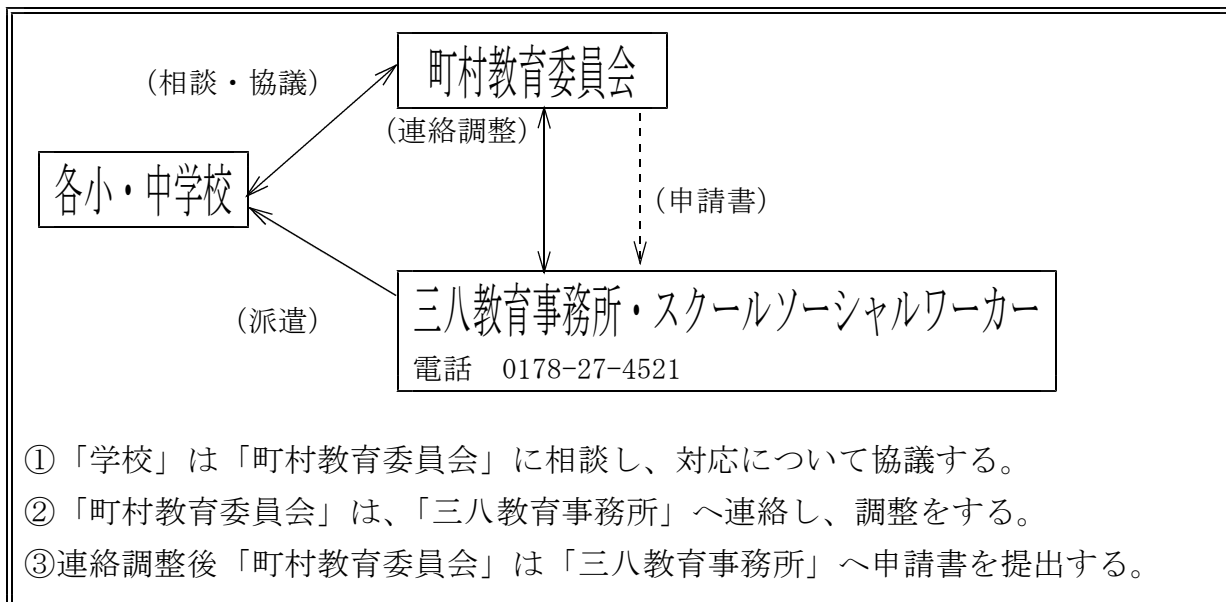 町村教育委員会
(相談・協議)
(連絡調整)
各小・中学校
(申請書)
三八教育事務所・スクールソーシャルワーカー
(派遣)
電話　0178-27-4521
①「学校」は「町村教育委員会」に相談し、対応について協議する。
②「町村教育委員会」は、「三八教育事務所」へ連絡し、調整をする。
③連絡調整後「町村教育委員会」は「三八教育事務所」へ申請書を提出する。